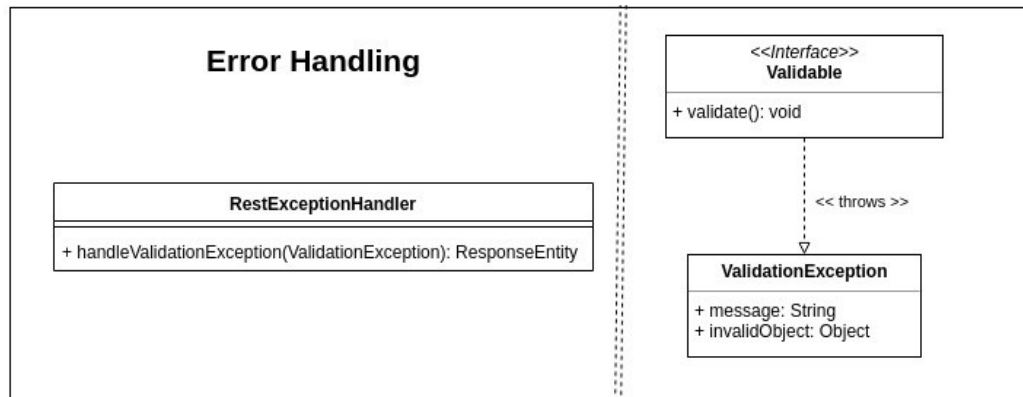 Error Handling
RestExceptionHandler
+ handleValidationException(ValidationException): ResponseEntity
<<Interface>>
Validable
+ validate(): void
<< throws >>
ValidationException
+ message: String
+ invalidObject: Object